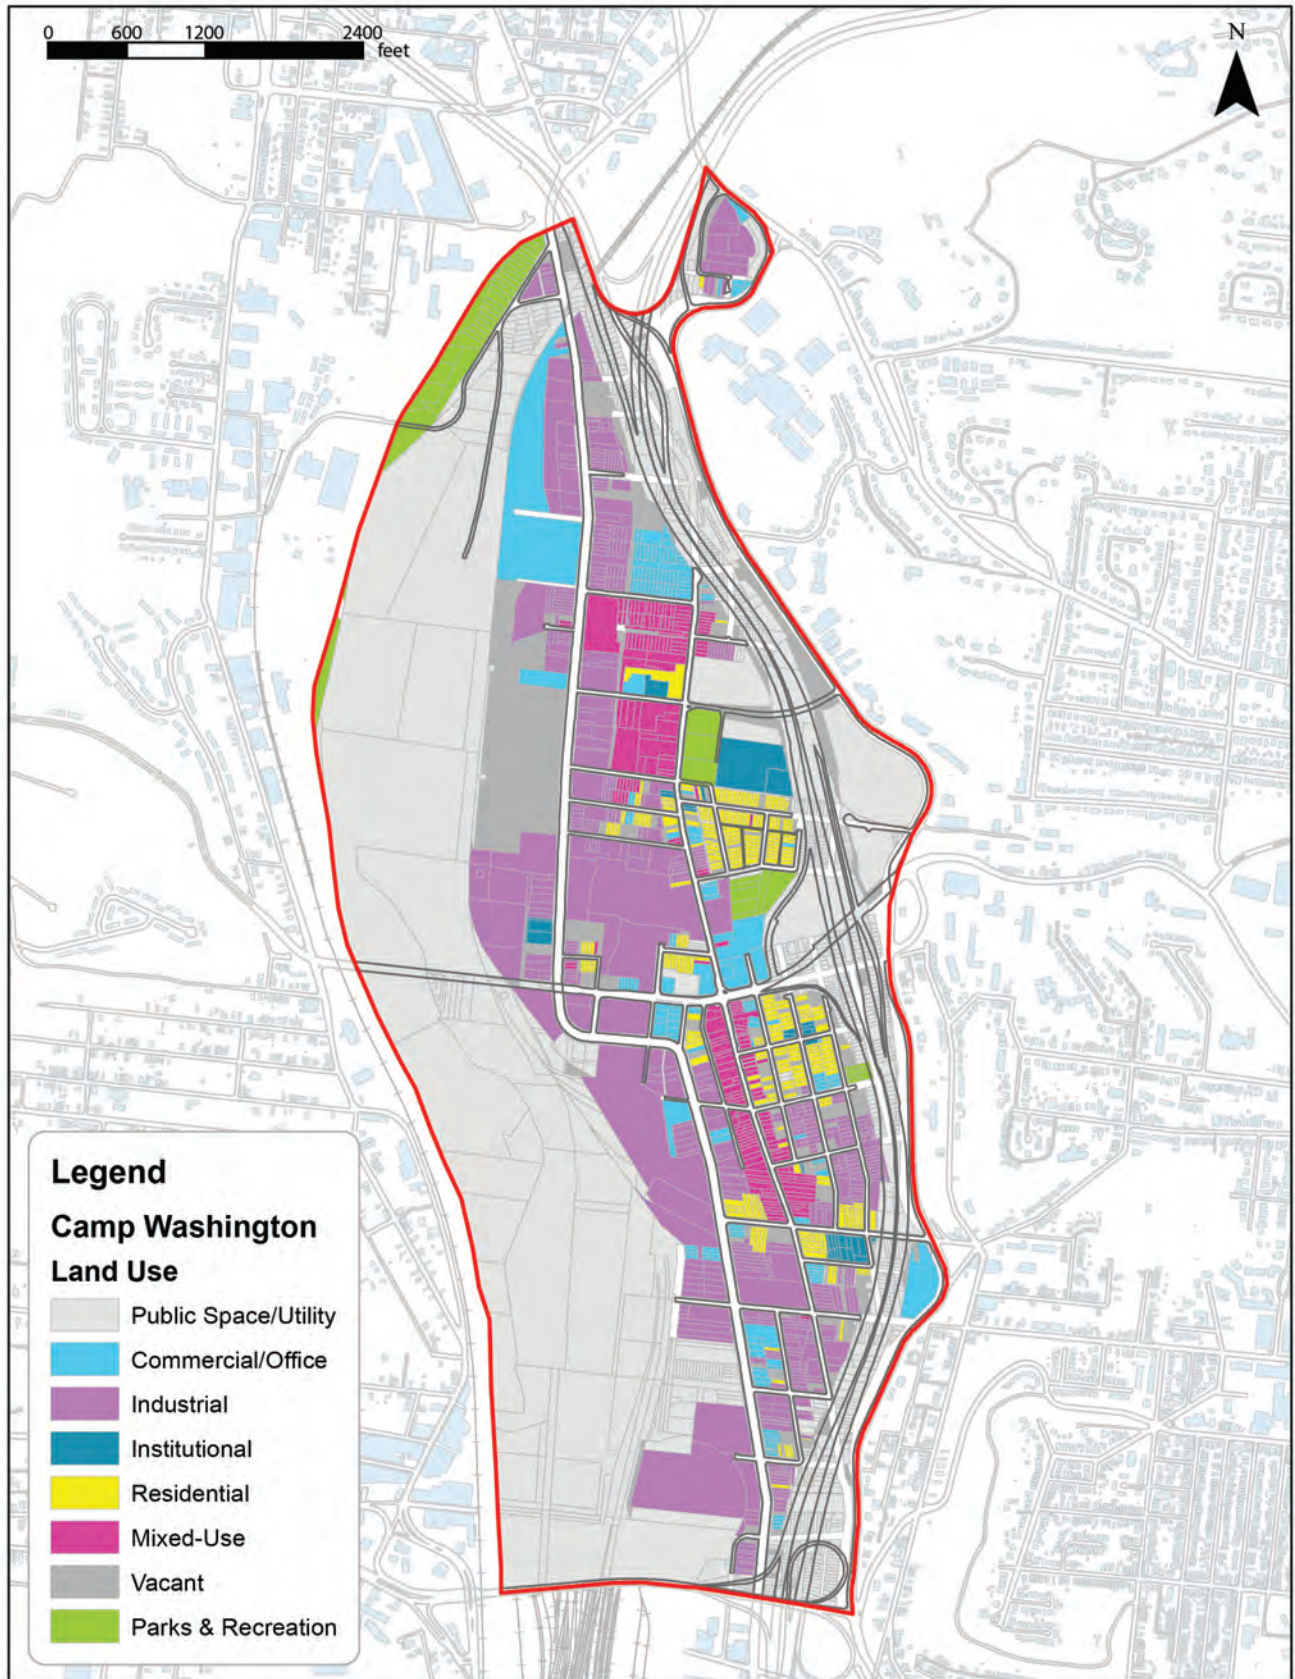 0 600 1200 2400
feet
N
Legend
Camp Washington
Land Use
Public Space/Utility
Commercial/Office
Industrial
Institutional
Residential
Mixed-Use
Vacant
Parks & Recreation